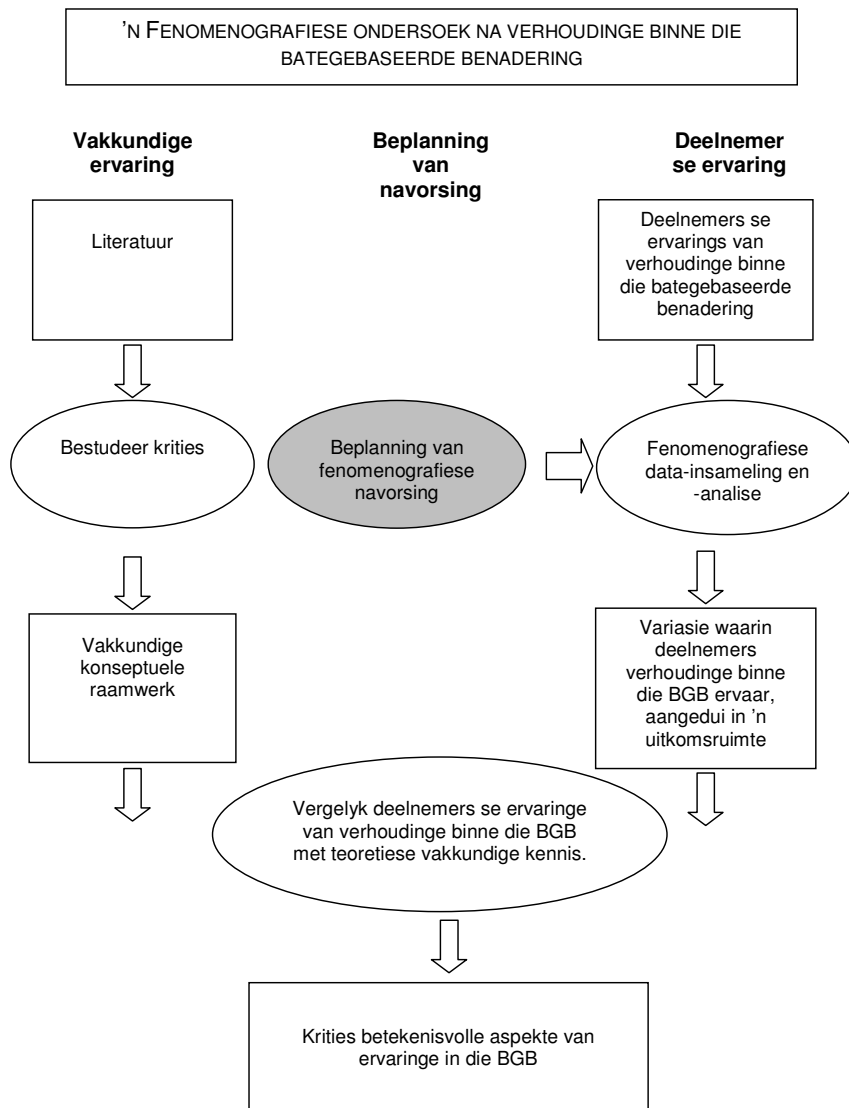 ’N FENOMENOGRAFIESE ONDERSOEK NA VERHOUDINGE BINNE DIE
BATEGEBASEERDE BENADERING
Vakkundige
ervaring
Beplanning
van
navorsing
Deelnemer
se ervaring
Literatuur
Deelnemers se
ervarings van
verhoudinge binne
die bategebaseerde
benadering
Bestudeer krities
Beplanning van
fenomenografiese
navorsing
Fenomenografiese
data-insameling en
-analise
Vakkundige
konseptuele
raamwerk
Variasie waarin
deelnemers
verhoudinge binne
die BGB ervaar,
aangedui in ’n
uitkomsruimte
Vergelyk deelnemers se ervaringe
van verhoudinge binne die BGB
met teoretiese vakkundige kennis.
Krities betekenisvolle aspekte van
ervaringe in die BGB